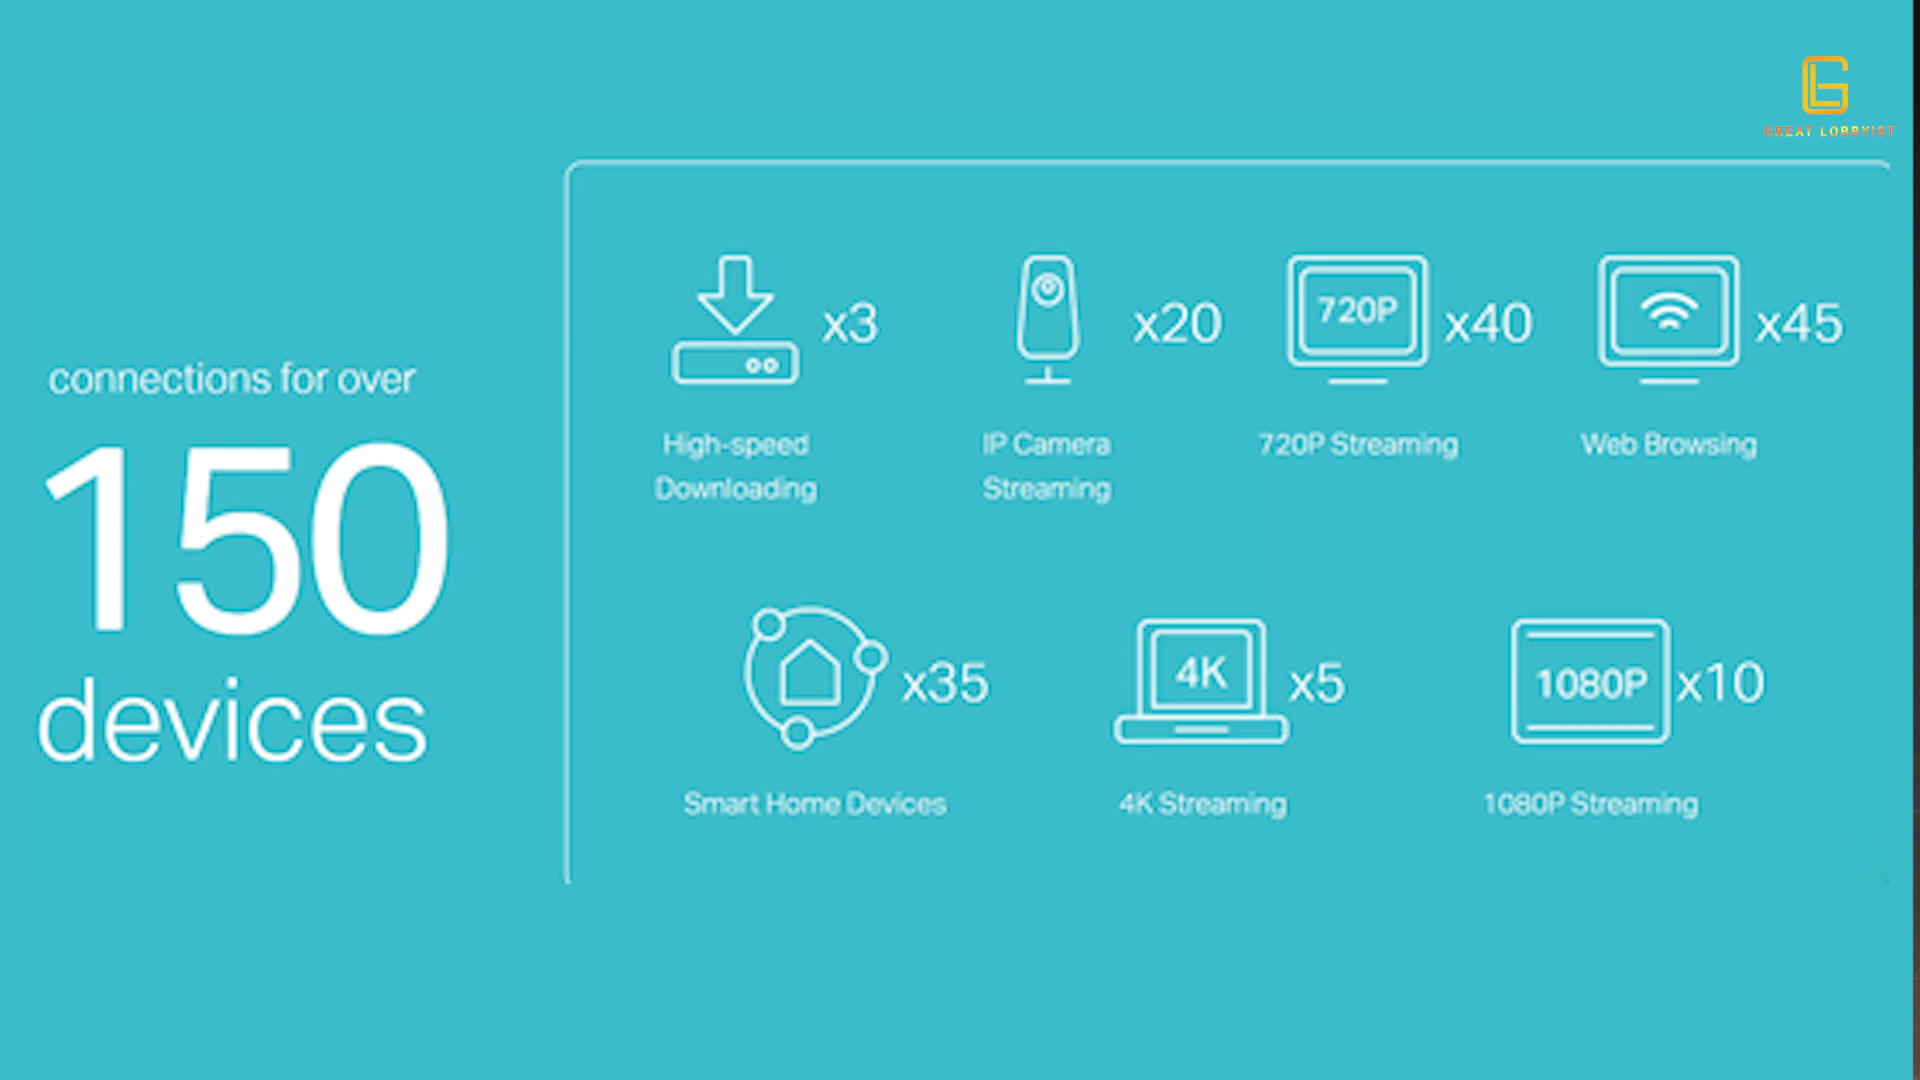 GREAT LOBBYIST
connections for over
150
devices
x3
x20
720P
x40
x45
High-speed
Downloading
IP Camera
Streaming
720P Streaming
Web Browsing
x35
4K
x5
1080P
x10
Smart Home Devices
4K Streaming
1080P Streaming